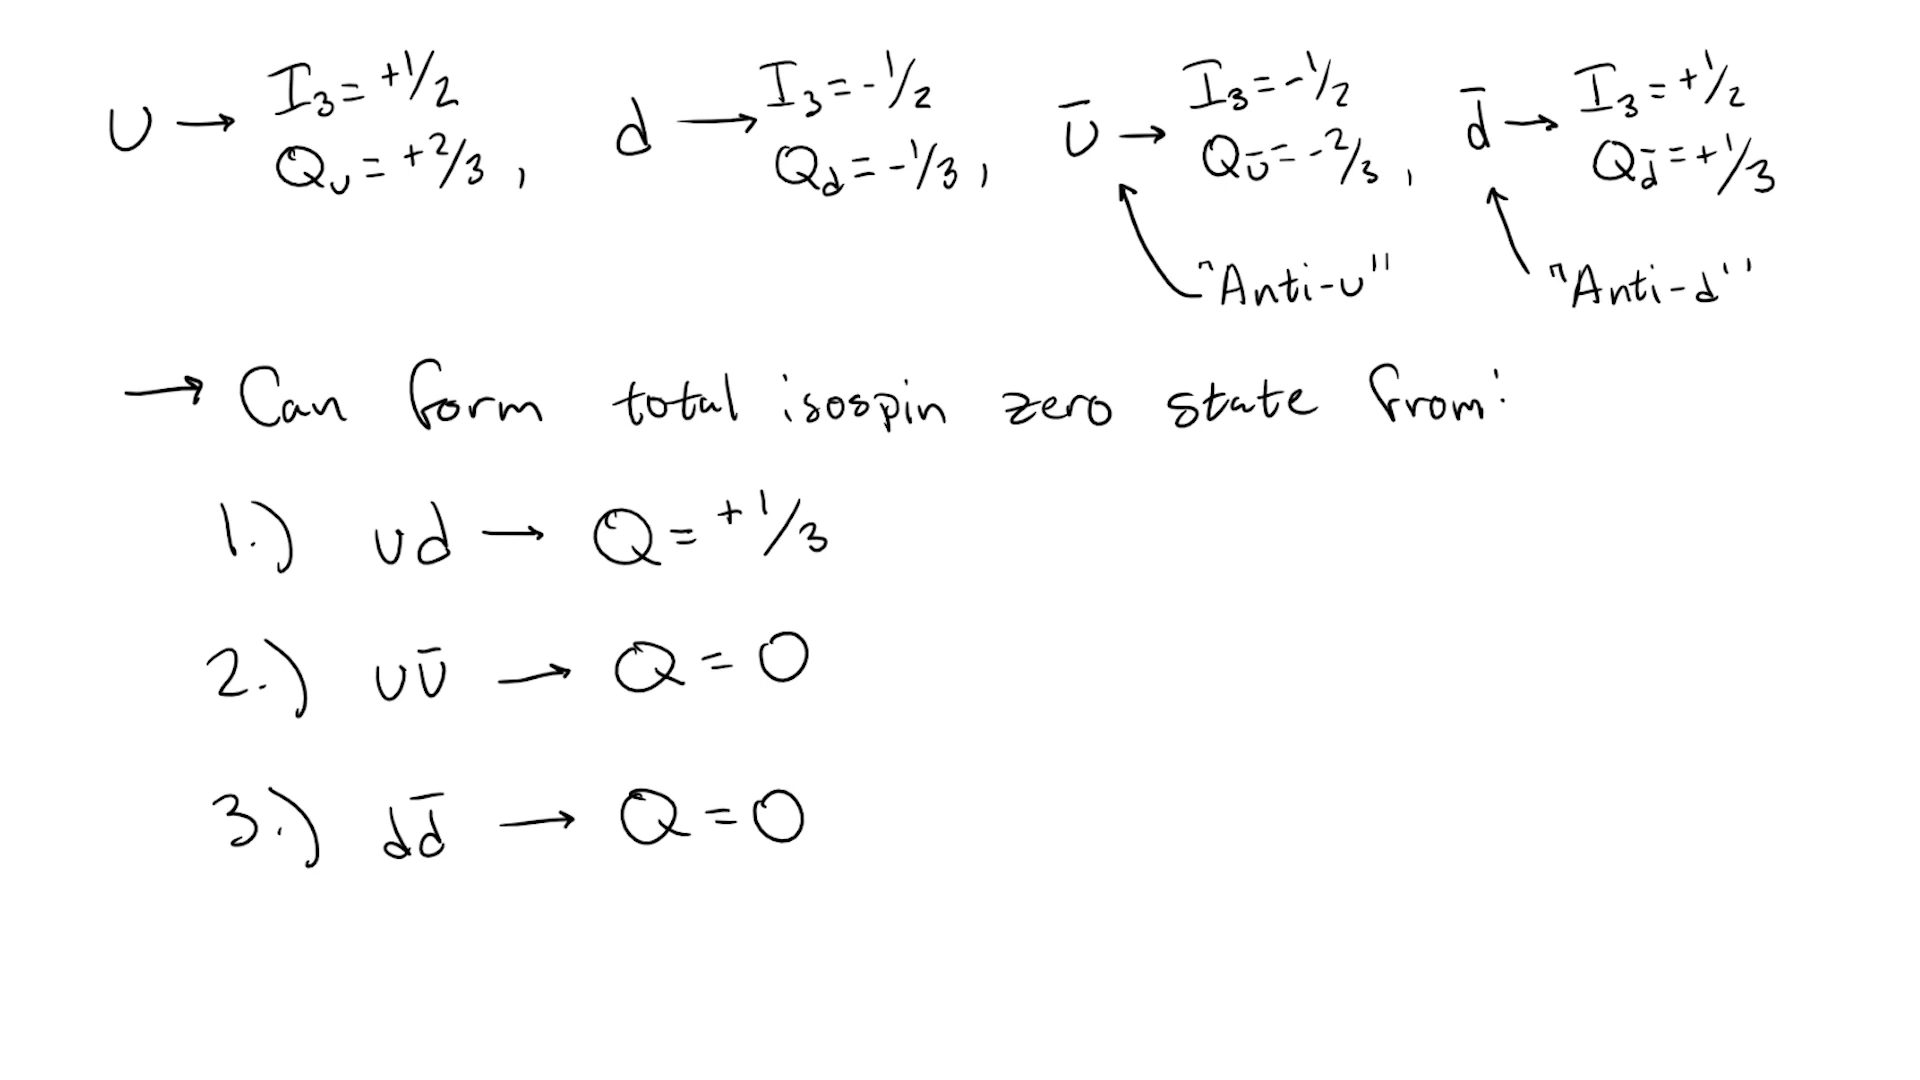 u → I₃ = +1/2 d → I₃ = -1/2 ū → I₃ = -1/2 d̄ → I₃ = +1/2
Qᵤ = +2/3 , Q_d = -1/3 , Q_ū = -2/3 , Q_d̄ = +1/3
"Anti-u" "Anti-d"
→ Can form total isospin zero state from:
1.) ud → Q = +1/3
2.) uū → Q = 0
3.) dd̄ → Q = 0